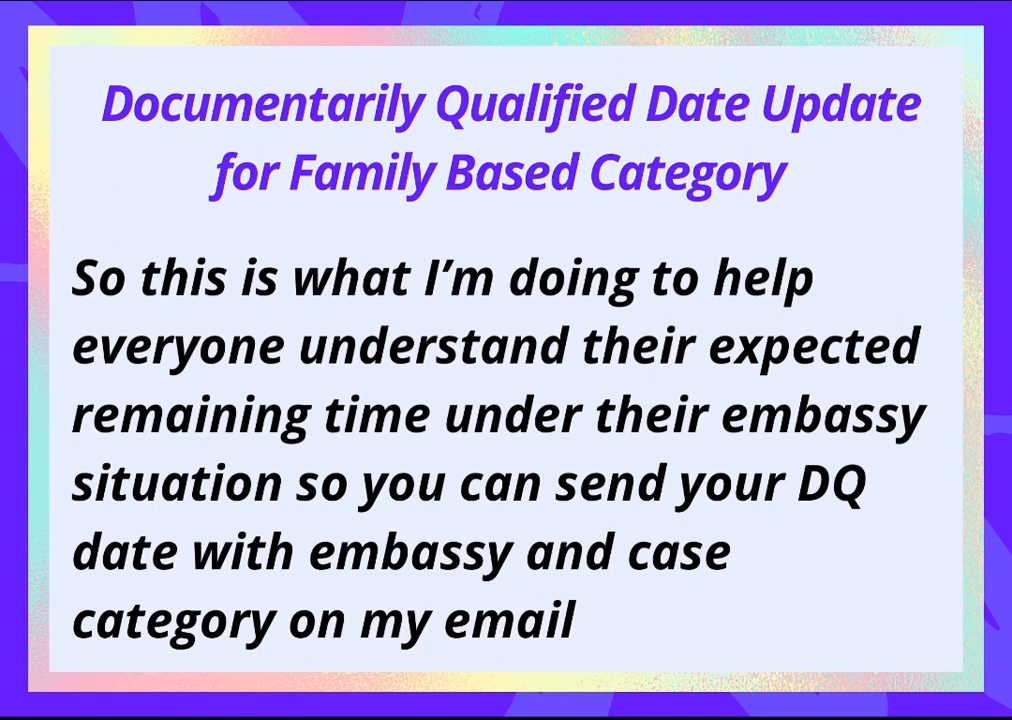 Documentarily Qualified Date Update
for Family Based Category
So this is what I’m doing to help
everyone understand their expected
remaining time under their embassy
situation so you can send your DQ
date with embassy and case
category on my email